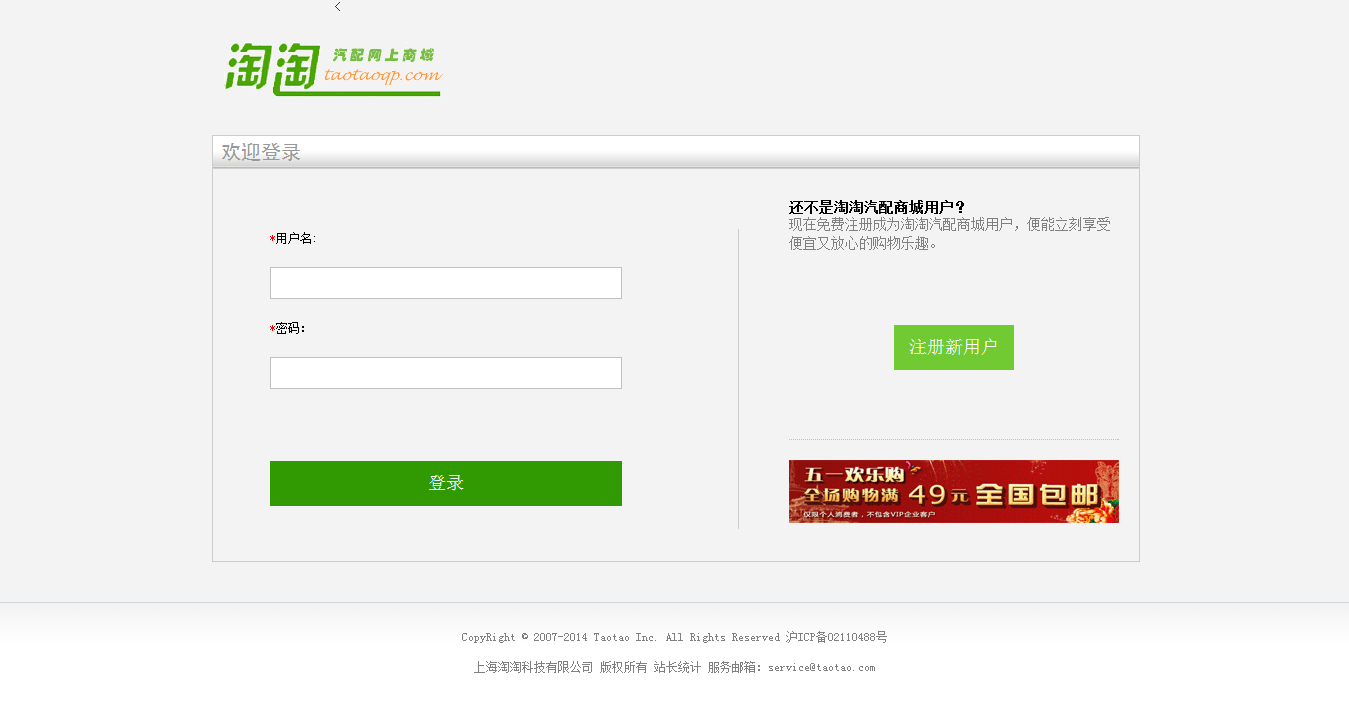 <
淘淘 汽配网上商城
taotaoqp.com
欢迎登录
*用户名:
*密码:
登录
还不是淘淘汽配商城用户?
现在免费注册成为淘淘汽配商城用户，便能立刻享受
便宜又放心的购物乐趣。
注册新用户
五一欢乐购
全场购物满49元全国包邮
仅限个人消费者，不包含VIP企业客户
CopyRight © 2007-2014 Taotao Inc. All Rights Reserved 沪ICP备02110488号
上海淘淘科技有限公司 版权所有 站长统计 服务邮箱：service@taotao.com